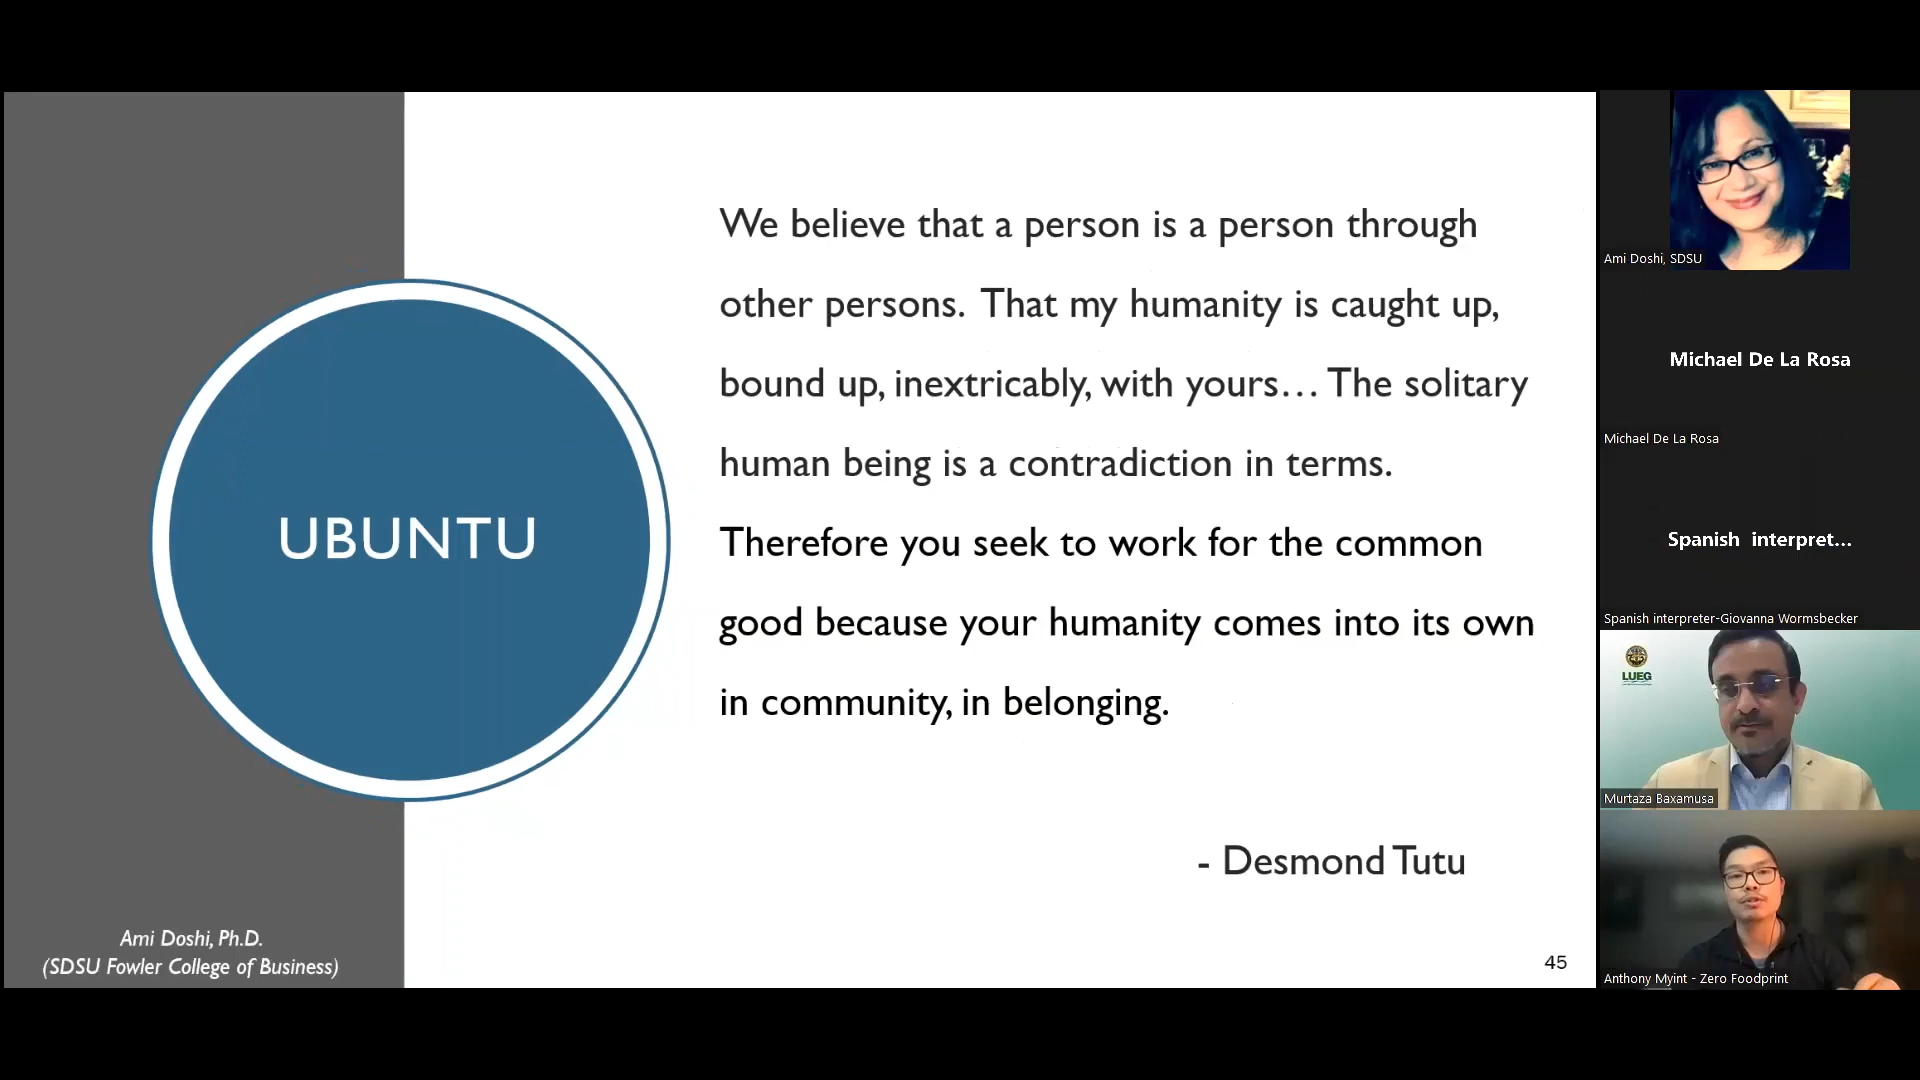 UBUNTU
We believe that a person is a person through
other persons. That my humanity is caught up,
bound up, inextricably, with yours… The solitary
human being is a contradiction in terms.
Therefore you seek to work for the common
good because your humanity comes into its own
in community, in belonging.
- Desmond Tutu
Ami Doshi, Ph.D.
(SDSU Fowler College of Business)
45
Ami Doshi, SDSU
Michael De La Rosa
Michael De La Rosa
Spanish interpret...
Spanish interpreter-Giovanna Wormsbecker
LUEG
Murtaza Baxamusa
Anthony Myint - Zero Foodprint